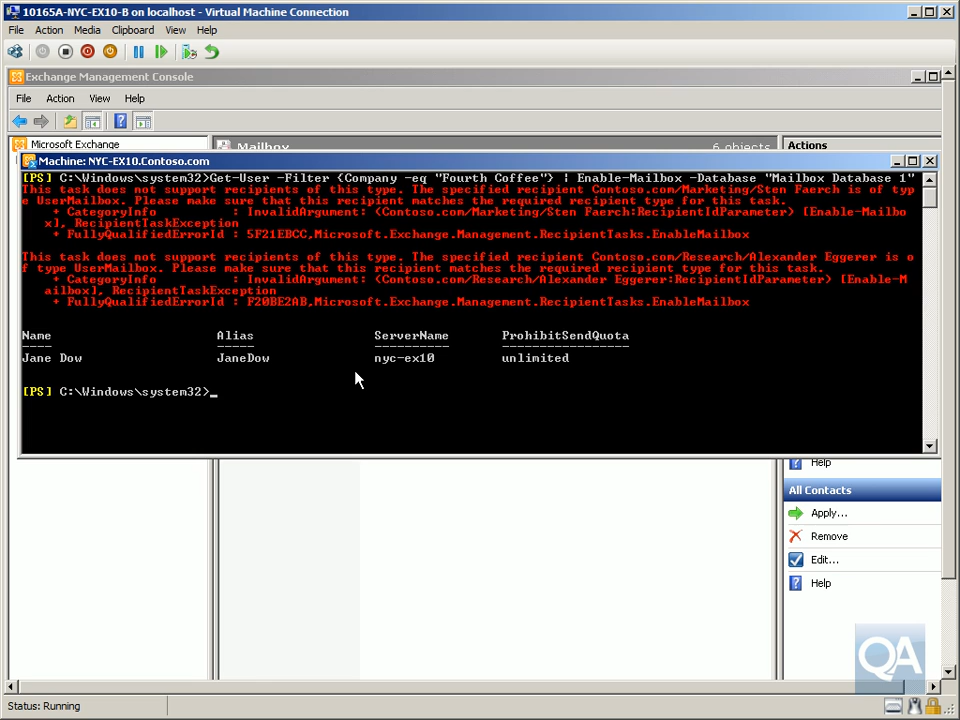 10165A-NYC-EX10-B on localhost - Virtual Machine Connection
File Action Media Clipboard View Help
Exchange Management Console
File Action View Help
Microsoft Exchange
Mailbox
6 objects
Actions
Machine: NYC-EX10.Contoso.com
[PS] C:\Windows\system32>Get-User -Filter {Company -eq "Fourth Coffee"} | Enable-Mailbox -Database "Mailbox Database 1"
This task does not support recipients of this type. The specified recipient Contoso.com/Marketing/Sten Faerch is of typ
e UserMailbox. Please make sure that this recipient matches the required recipient type for this task.
+ CategoryInfo : InvalidArgument: (Contoso.com/Marketing/Sten Faerch:RecipientIdParameter) [Enable-Mailbo
x], RecipientTaskException
+ FullyQualifiedErrorId : 5F21EDCC,Microsoft.Exchange.Management.RecipientTasks.EnableMailbox
This task does not support recipients of this type. The specified recipient Contoso.com/Research/Alexander Eggerer is o
f type UserMailbox. Please make sure that this recipient matches the required recipient type for this task.
+ CategoryInfo : InvalidArgument: (Contoso.com/Research/Alexander Eggerer:RecipientIdParameter) [Enable-M
ailbox], RecipientTaskException
+ FullyQualifiedErrorId : F20BE2AB,Microsoft.Exchange.Management.RecipientTasks.EnableMailbox
Name Alias ServerName ProhibitSendQuota
---- ----- ---------- -----------------
Jane Dow JaneDow nyc-ex10 unlimited
[PS] C:\Windows\system32>_
Help
All Contacts
Apply...
Remove
Edit...
Help
QA
Status: Running